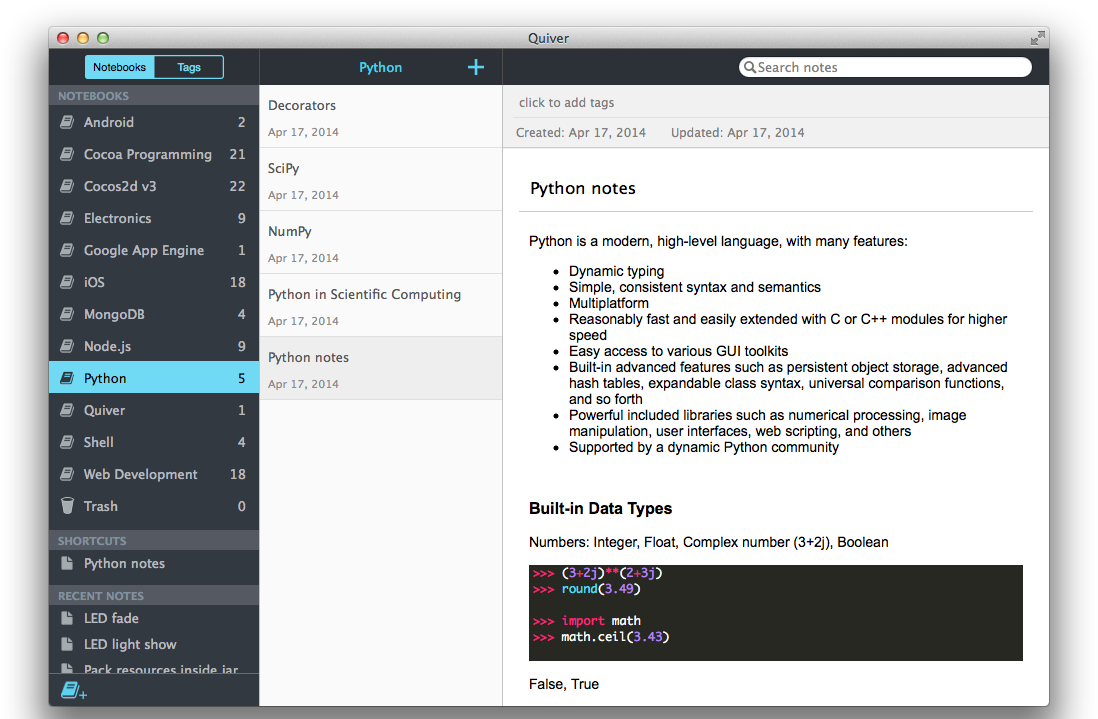 Quiver
Notebooks
Tags
Python
+
Search notes
NOTEBOOKS
Android 2
Cocoa Programming 21
Cocos2d v3 22
Electronics 9
Google App Engine 1
iOS 18
MongoDB 4
Node.js 9
Python 5
Quiver 1
Shell 4
Web Development 18
Trash 0
SHORTCUTS
Python notes
RECENT NOTES
LED fade
LED light show
Pack resources inside jar
Decorators
Apr 17, 2014
SciPy
Apr 17, 2014
NumPy
Apr 17, 2014
Python in Scientific Computing
Apr 17, 2014
Python notes
Apr 17, 2014
click to add tags
Created: Apr 17, 2014 Updated: Apr 17, 2014
Python notes
Python is a modern, high-level language, with many features:
• Dynamic typing
• Simple, consistent syntax and semantics
• Multiplatform
• Reasonably fast and easily extended with C or C++ modules for higher
speed
• Easy access to various GUI toolkits
• Built-in advanced features such as persistent object storage, advanced
hash tables, expandable class syntax, universal comparison functions,
and so forth
• Powerful included libraries such as numerical processing, image
manipulation, user interfaces, web scripting, and others
• Supported by a dynamic Python community
Built-in Data Types
Numbers: Integer, Float, Complex number (3+2j), Boolean
>>> (3+2j)**(2+3j)
>>> round(3.49)
>>> import math
>>> math.ceil(3.43)
False, True